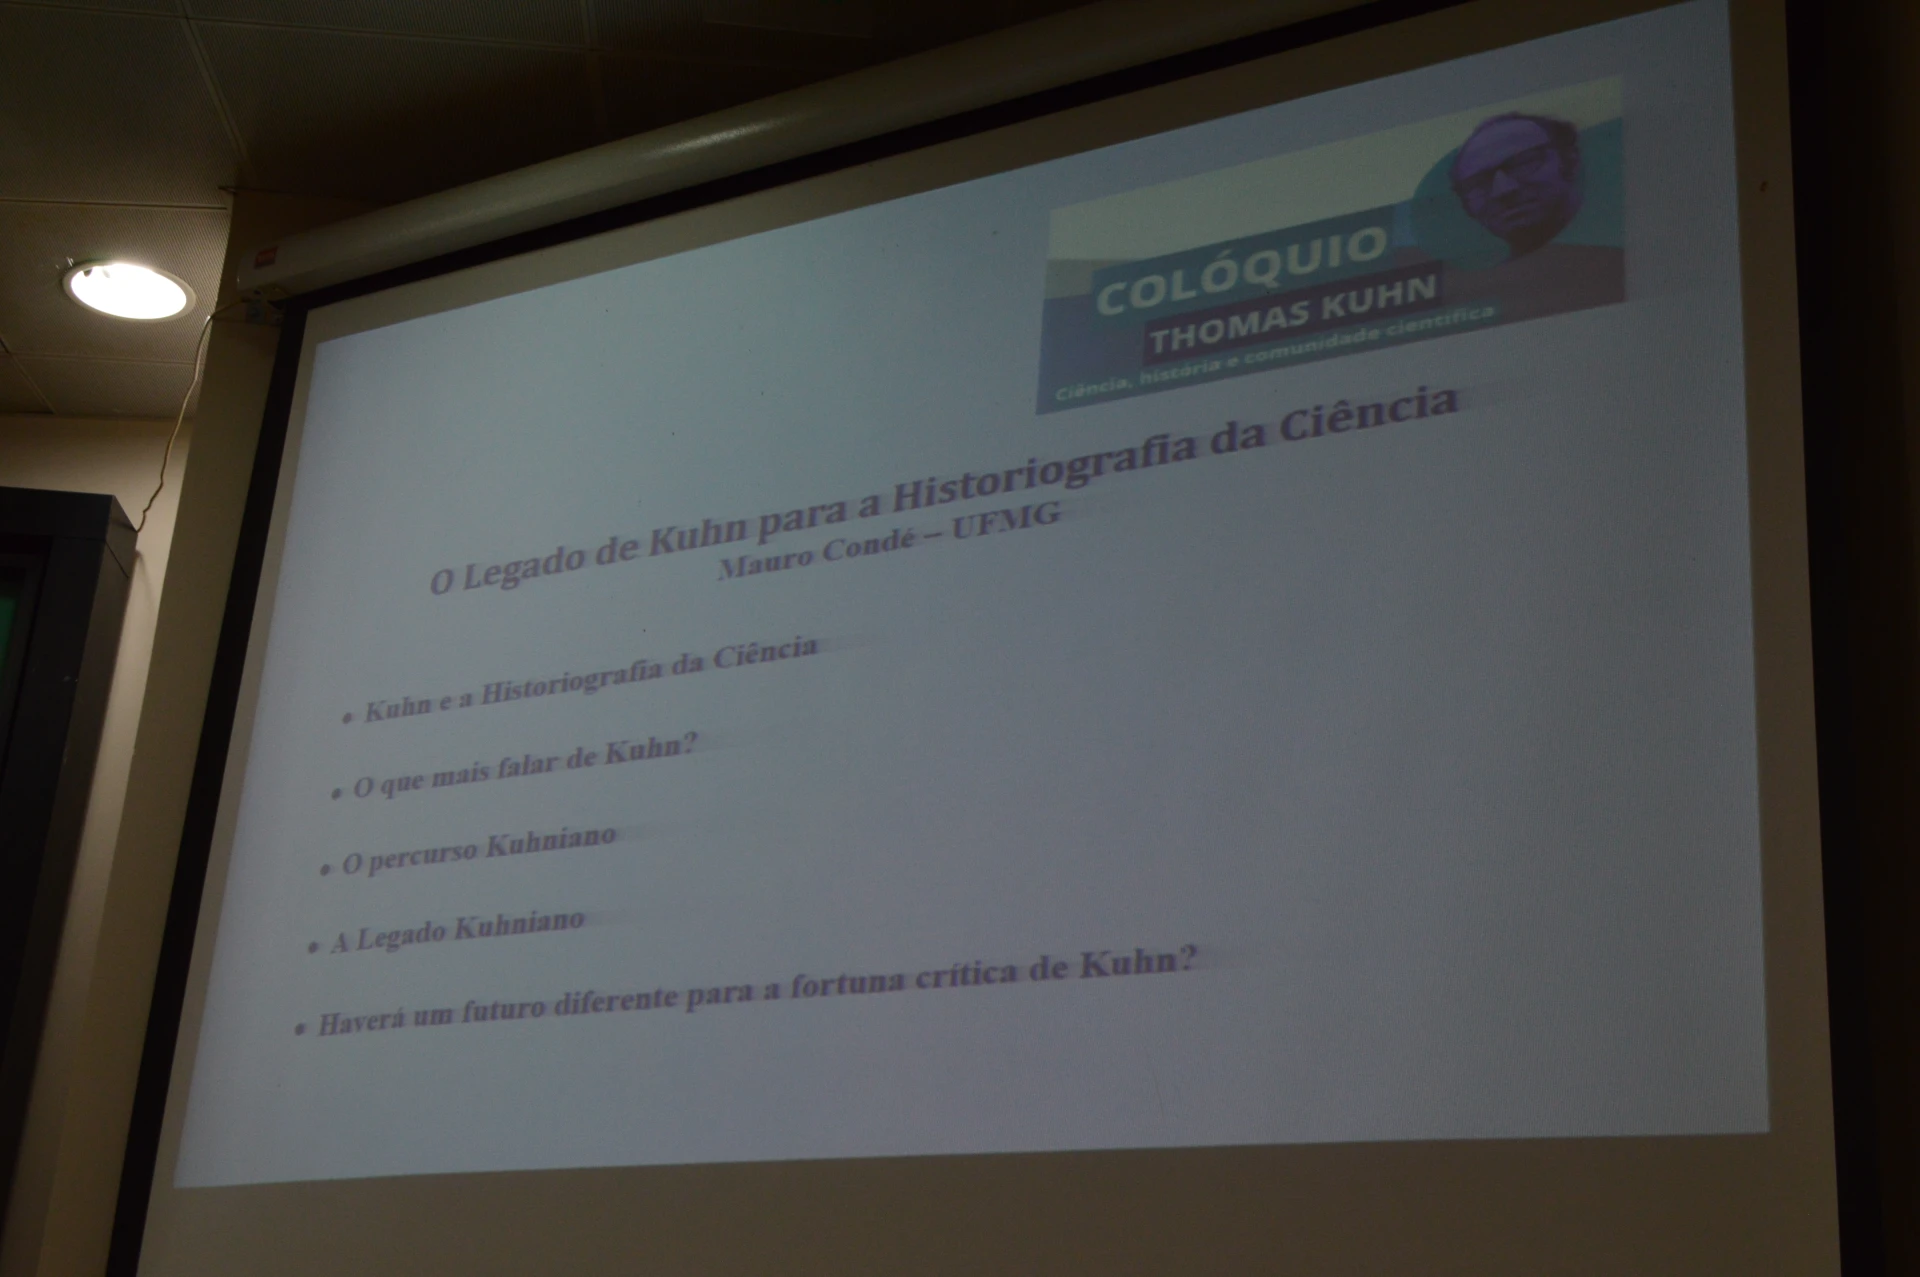 COLÓQUIO
THOMAS KUHN
Ciência, história e comunidade científica
O Legado de Kuhn para a Historiografia da Ciência
Mauro Condé – UFMG
• Kuhn e a Historiografia da Ciência
• O que mais falar de Kuhn?
• O percurso Kuhniano
• A Legado Kuhniano
• Haverá um futuro diferente para a fortuna crítica de Kuhn?